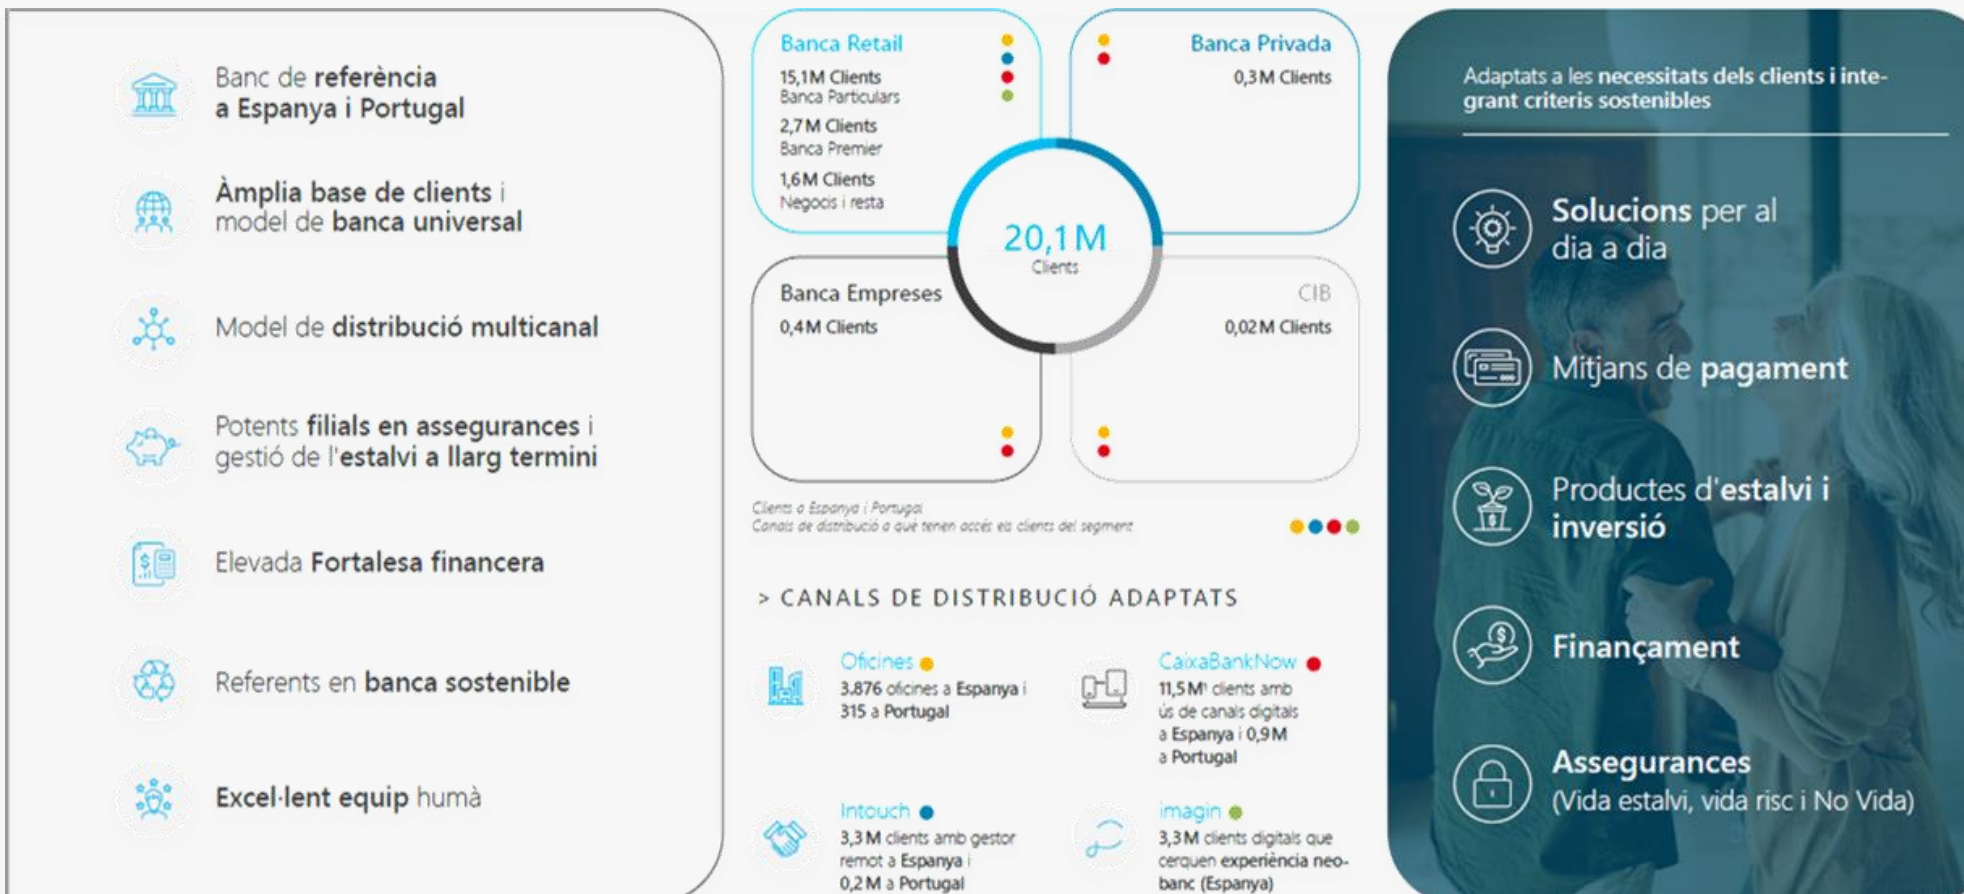 Banc de referència
a Espanya i Portugal
Àmplia base de clients i
model de banca universal
Model de distribució multicanal
Potents filials en assegurances i
gestió de l'estalvi a llarg termini
Elevada Fortalesa financera
Referents en banca sostenible
Excel·lent equip humà
Banca Retail
15,1M Clients
Banca Particulars
2,7M Clients
Banca Premier
1,6M Clients
Negocis i resta
Banca Privada
0,3M Clients
20,1M
Clients
Banca Empreses
0,4M Clients
CIB
0,02M Clients
Clients a Espanya i Portugal
Canals de distribució a què tenen accés els clients del segment
> CANALS DE DISTRIBUCIÓ ADAPTATS
Oficines
3.876 oficines a Espanya i
315 a Portugal
CaixaBankNow
11,5M¹ clients amb
ús de canals digitals
a Espanya i 0,9M
a Portugal
Intouch
3,3M clients amb gestor
remot a Espanya i
0,2M a Portugal
imagin
3,3M clients digitals que
cerquen experiència neo-
banc (Espanya)
Adaptats a les necessitats dels clients i inte-
grant criteris sostenibles
Solucions per al
dia a dia
Mitjans de pagament
Productes d'estalvi i
inversió
Finançament
Assegurances
(Vida estalvi, vida risc i No Vida)